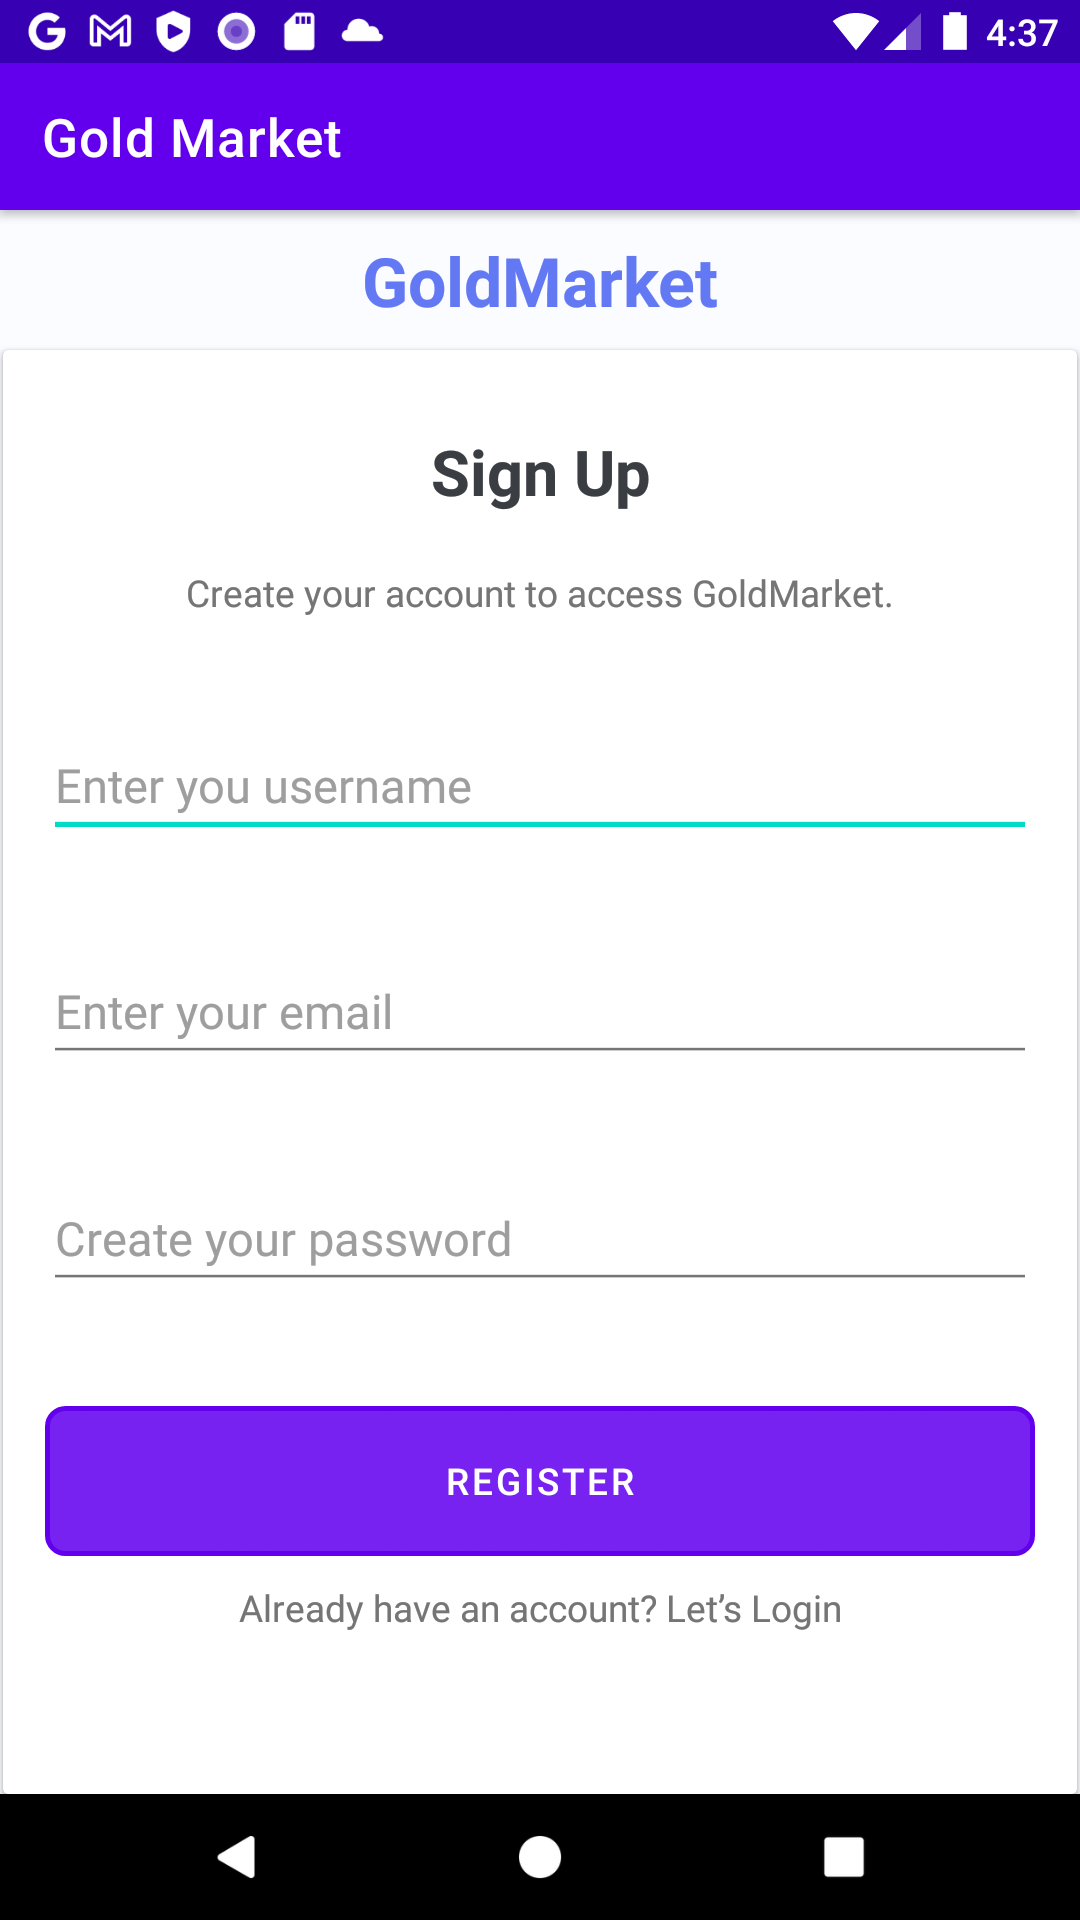 4:37
Gold Market
GoldMarket
Sign Up
Create your account to access GoldMarket.
Enter you username
Enter your email
Create your password
REGISTER
Already have an account? Let’s Login